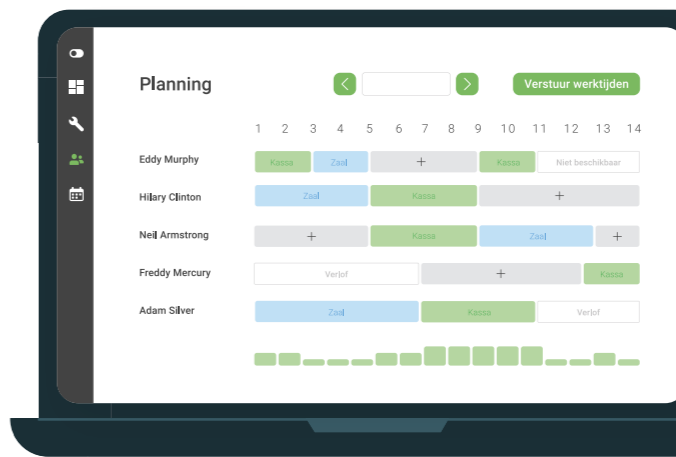 Planning
Verstuur werktijden
1 2 3 4 5 6 7 8 9 10 11 12 13 14
Eddy Murphy Kassa Zaal + Kassa Niet beschikbaar
Hilary Clinton Zaal Kassa +
Neil Armstrong + Kassa Zaal +
Freddy Mercury Verlof + Kassa
Adam Silver Zaal Kassa Verlof